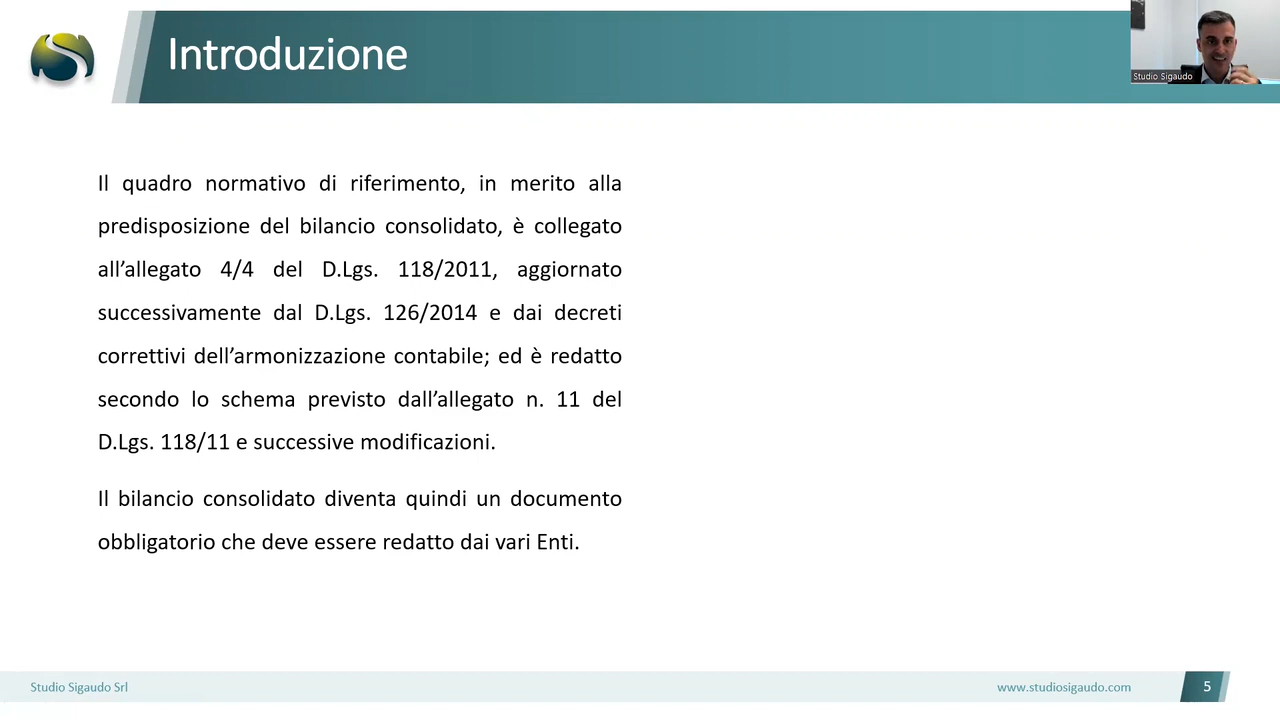 Introduzione
Studio Sigaudo
Il quadro normativo di riferimento, in merito alla
predisposizione del bilancio consolidato, è collegato
all’allegato 4/4 del D.Lgs. 118/2011, aggiornato
successivamente dal D.Lgs. 126/2014 e dai decreti
correttivi dell’armonizzazione contabile; ed è redatto
secondo lo schema previsto dall’allegato n. 11 del
D.Lgs. 118/11 e successive modificazioni.
Il bilancio consolidato diventa quindi un documento
obbligatorio che deve essere redatto dai vari Enti.
Studio Sigaudo Srl
www.studiosigaudo.com
5